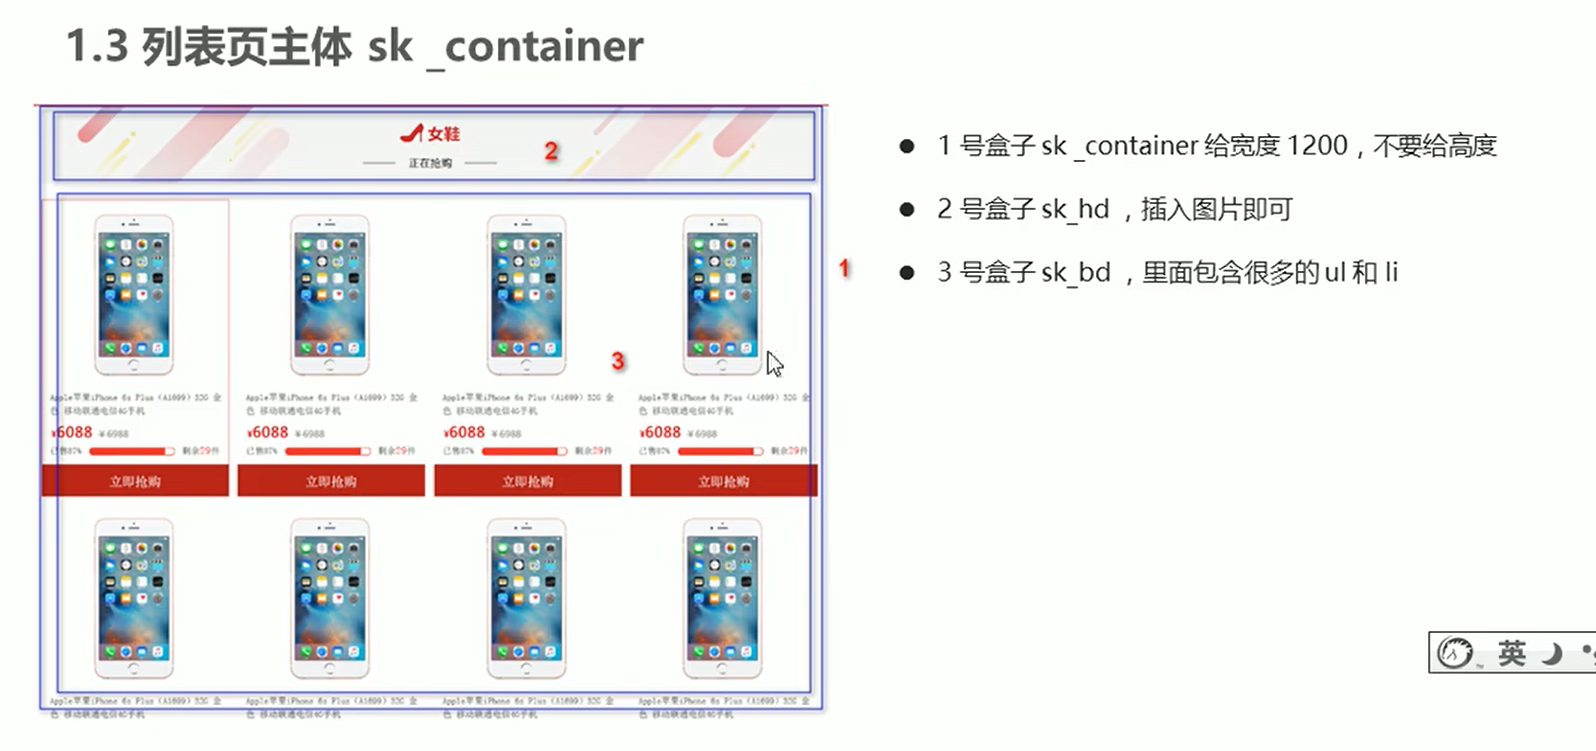 1.3 列表页主体 sk _container
女鞋
正在抢购
2
1 号盒子 sk _container 给宽度 1200，不要给高度
2 号盒子 sk_hd ，插入图片即可
3 号盒子 sk_bd ，里面包含很多的 ul 和 li
1
3
Apple苹果iPhone 6s Plus（A1699）32G 金
色 移动联通电信4G手机
¥6088 ￥6988
已售87% 剩余29件
立即抢购
Apple苹果iPhone 6s Plus（A1699）32G 金
色 移动联通电信4G手机
¥6088 ￥6988
已售87% 剩余29件
立即抢购
Apple苹果iPhone 6s Plus（A1699）32G 金
色 移动联通电信4G手机
¥6088 ￥6988
已售87% 剩余29件
立即抢购
Apple苹果iPhone 6s Plus（A1699）32G 金
色 移动联通电信4G手机
¥6088 ￥6988
已售87% 剩余29件
立即抢购
Apple苹果iPhone 6s Plus（A1699）32G 金
色 移动联通电信4G手机
Apple苹果iPhone 6s Plus（A1699）32G 金
色 移动联通电信4G手机
Apple苹果iPhone 6s Plus（A1699）32G 金
色 移动联通电信4G手机
Apple苹果iPhone 6s Plus（A1699）32G 金
色 移动联通电信4G手机
英